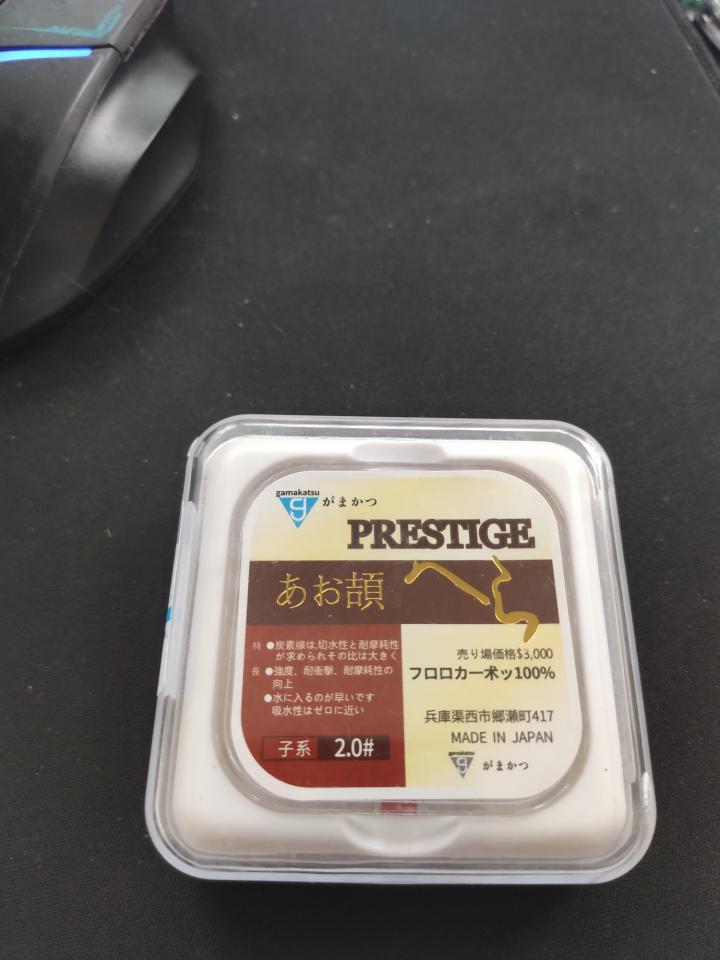 gamakatsu
がまかつ
PRESTIGE
あお頡 へら
特 ●炭素線は,切水性と耐摩耗性
が求められその比は大きく
長 ●強度、耐衝撃、耐摩耗性の
向上
●水に入るのが早いです
吸水性はゼロに近い
子系 2.0#
売り場価格$3,000
フロロカーボッ100%
兵庫渠西市郷瀬町417
MADE IN JAPAN
gamakatsu
がまかつ